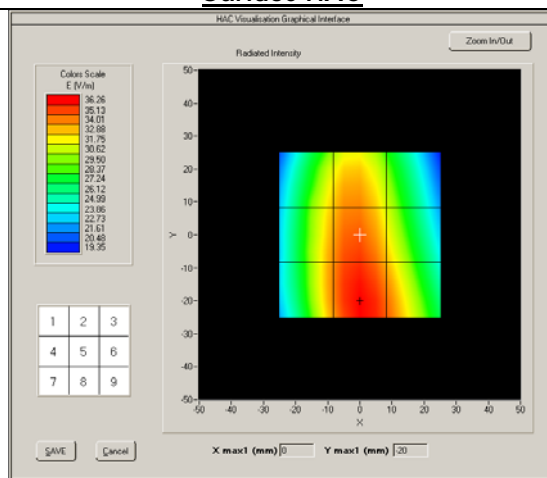 Surface HAC
HAC Visualisation Graphical Interface
Zoom In/Out
Radiated Intensity
Colors Scale
E (V/m)
36.26
35.13
34.01
32.88
31.75
30.62
29.50
28.37
27.24
26.12
24.99
23.86
22.73
21.61
20.48
19.35
50
40
30
20
10
0
-10
-20
-30
-40
-50
Y
-50 -40 -30 -20 -10 0 10 20 30 40 50
X
1 2 3
4 5 6
7 8 9
SAVE Cancel
X max1 (mm) 0 Y max1 (mm) -20